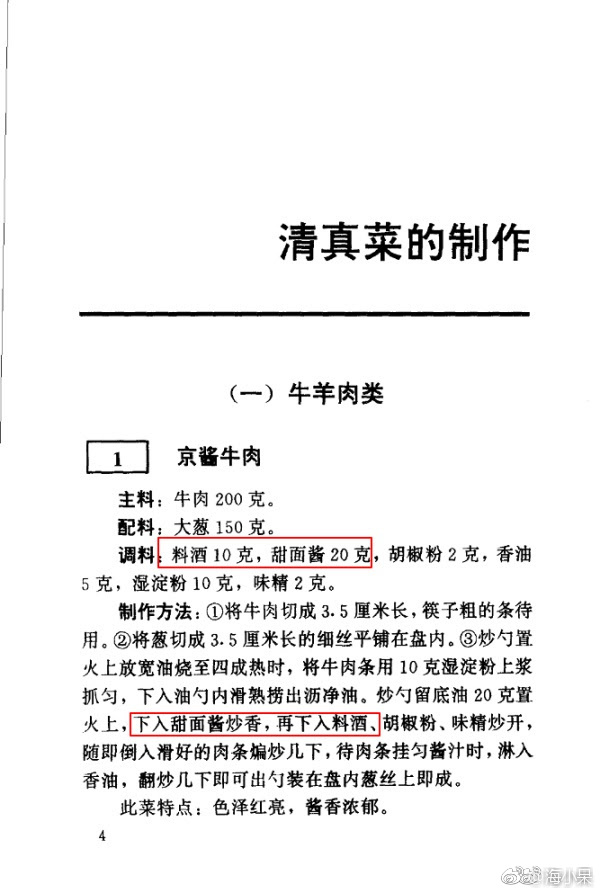 清真菜的制作
（一）牛羊肉类
1 京酱牛肉
主料：牛肉 200 克。
配料：大葱 150 克。
调料：料酒 10 克，甜面酱 20 克，胡椒粉 2 克，香油
5 克，湿淀粉 10 克，味精 2 克。
制作方法：①将牛肉切成 3.5 厘米长，筷子粗的条待
用。②将葱切成 3.5 厘米长的细丝平铺在盘内。③炒勺置
火上放宽油烧至四成热时，将牛肉条用 10 克湿淀粉上浆
抓匀，下入油勺内滑熟捞出沥净油。炒勺留底油 20 克置
火上，下入甜面酱炒香，再下入料酒、胡椒粉、味精炒开，
随即倒入滑好的肉条煸炒几下，待肉条挂匀酱汁时，淋入
香油，翻炒几下即可出勺装在盘内葱丝上即成。
此菜特点：色泽红亮，酱香浓郁。
4
海小果